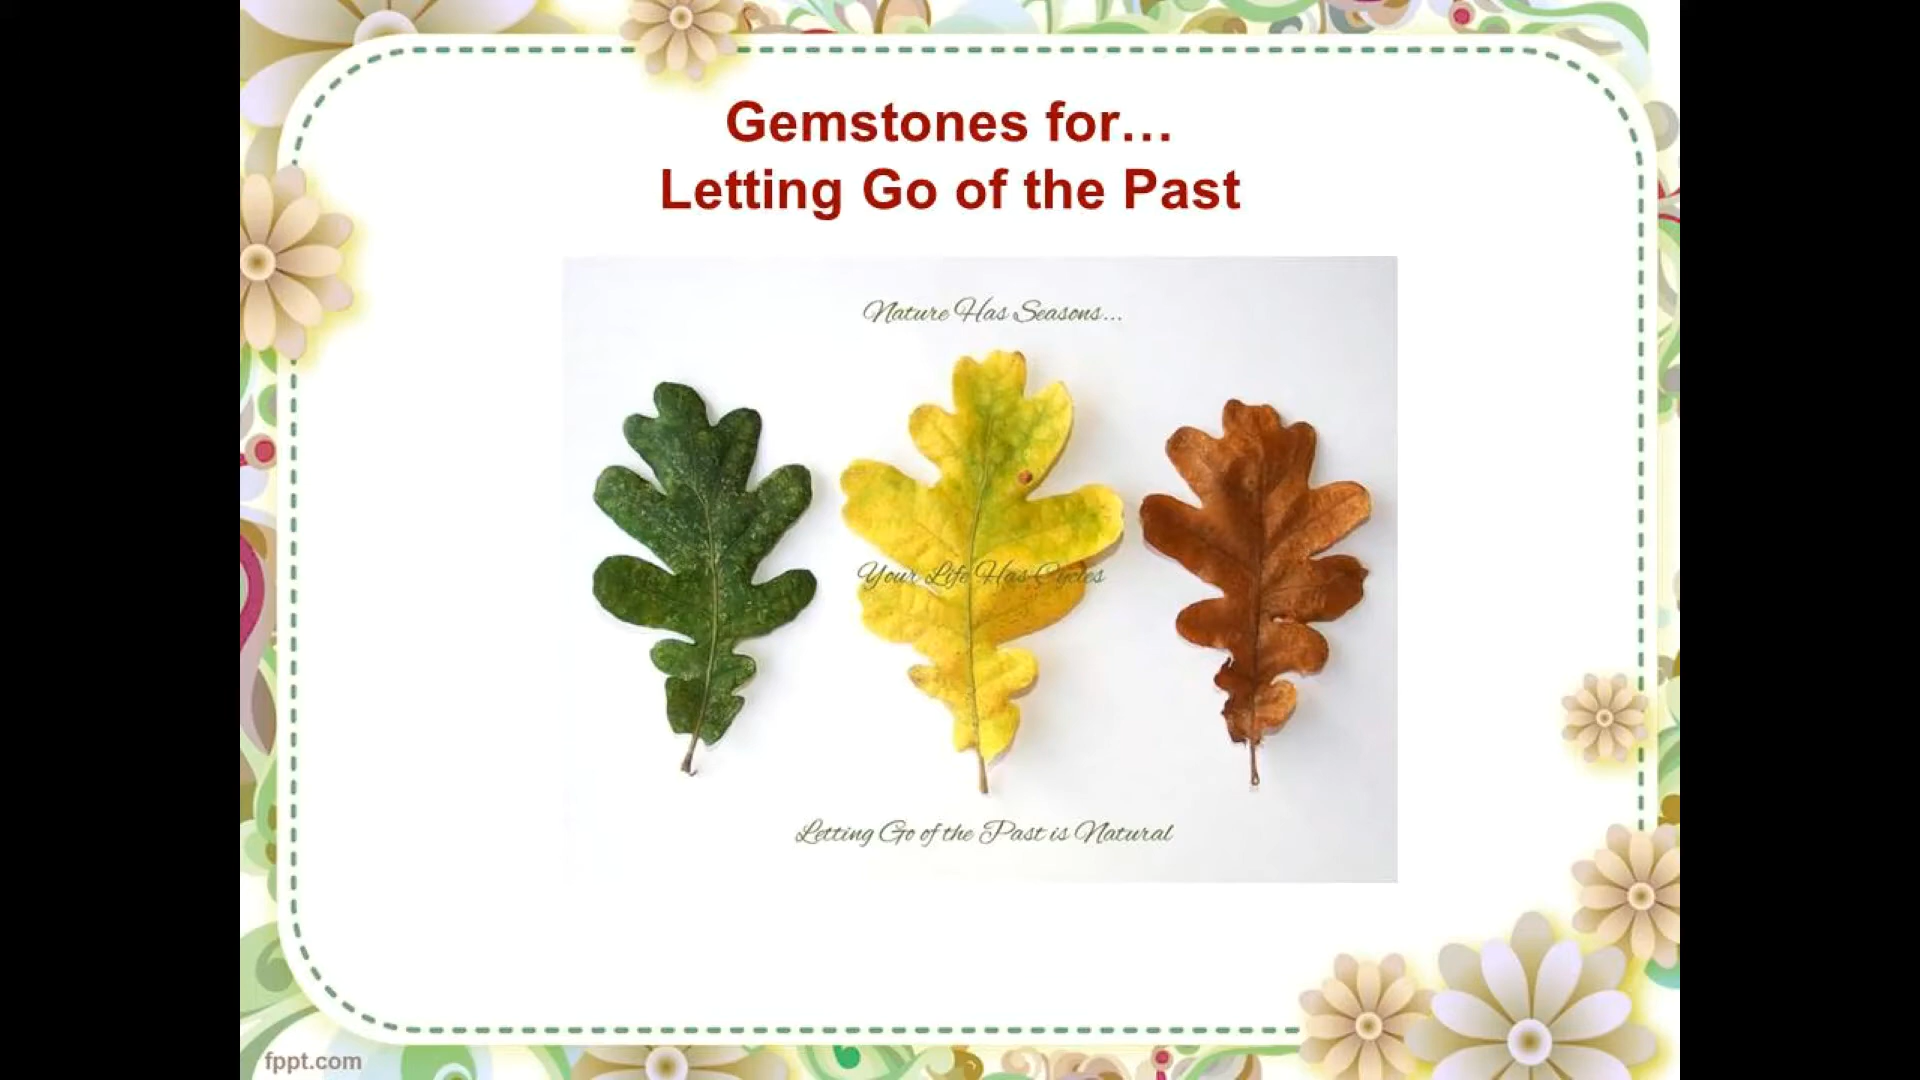 Gemstones for…
Letting Go of the Past
Nature Has Seasons...
Your Life Has Cycles
Letting Go of the Past is Natural
fppt.com